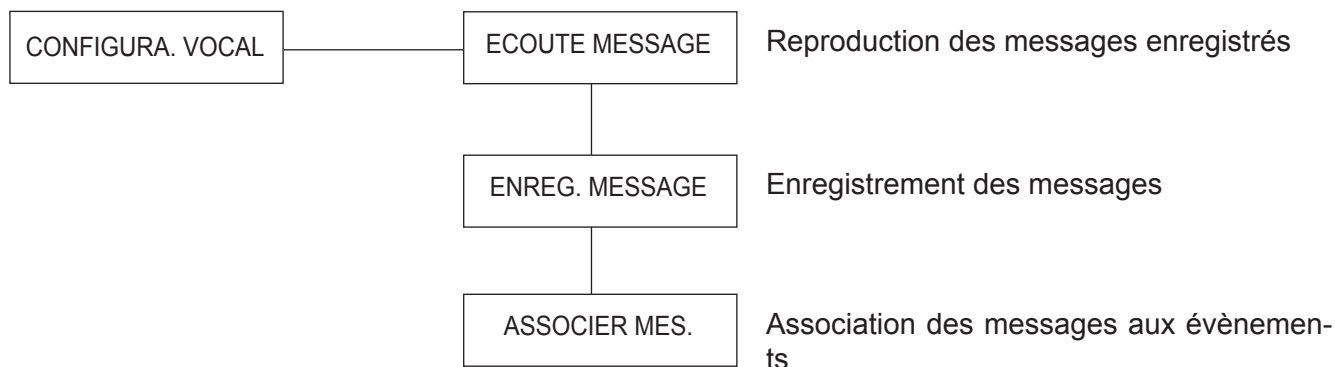 CONFIGURA. VOCAL
ECOUTE MESSAGE
Reproduction des messages enregistrés
ENREG. MESSAGE
Enregistrement des messages
ASSOCIER MES.
Association des messages aux évènemen-
ts